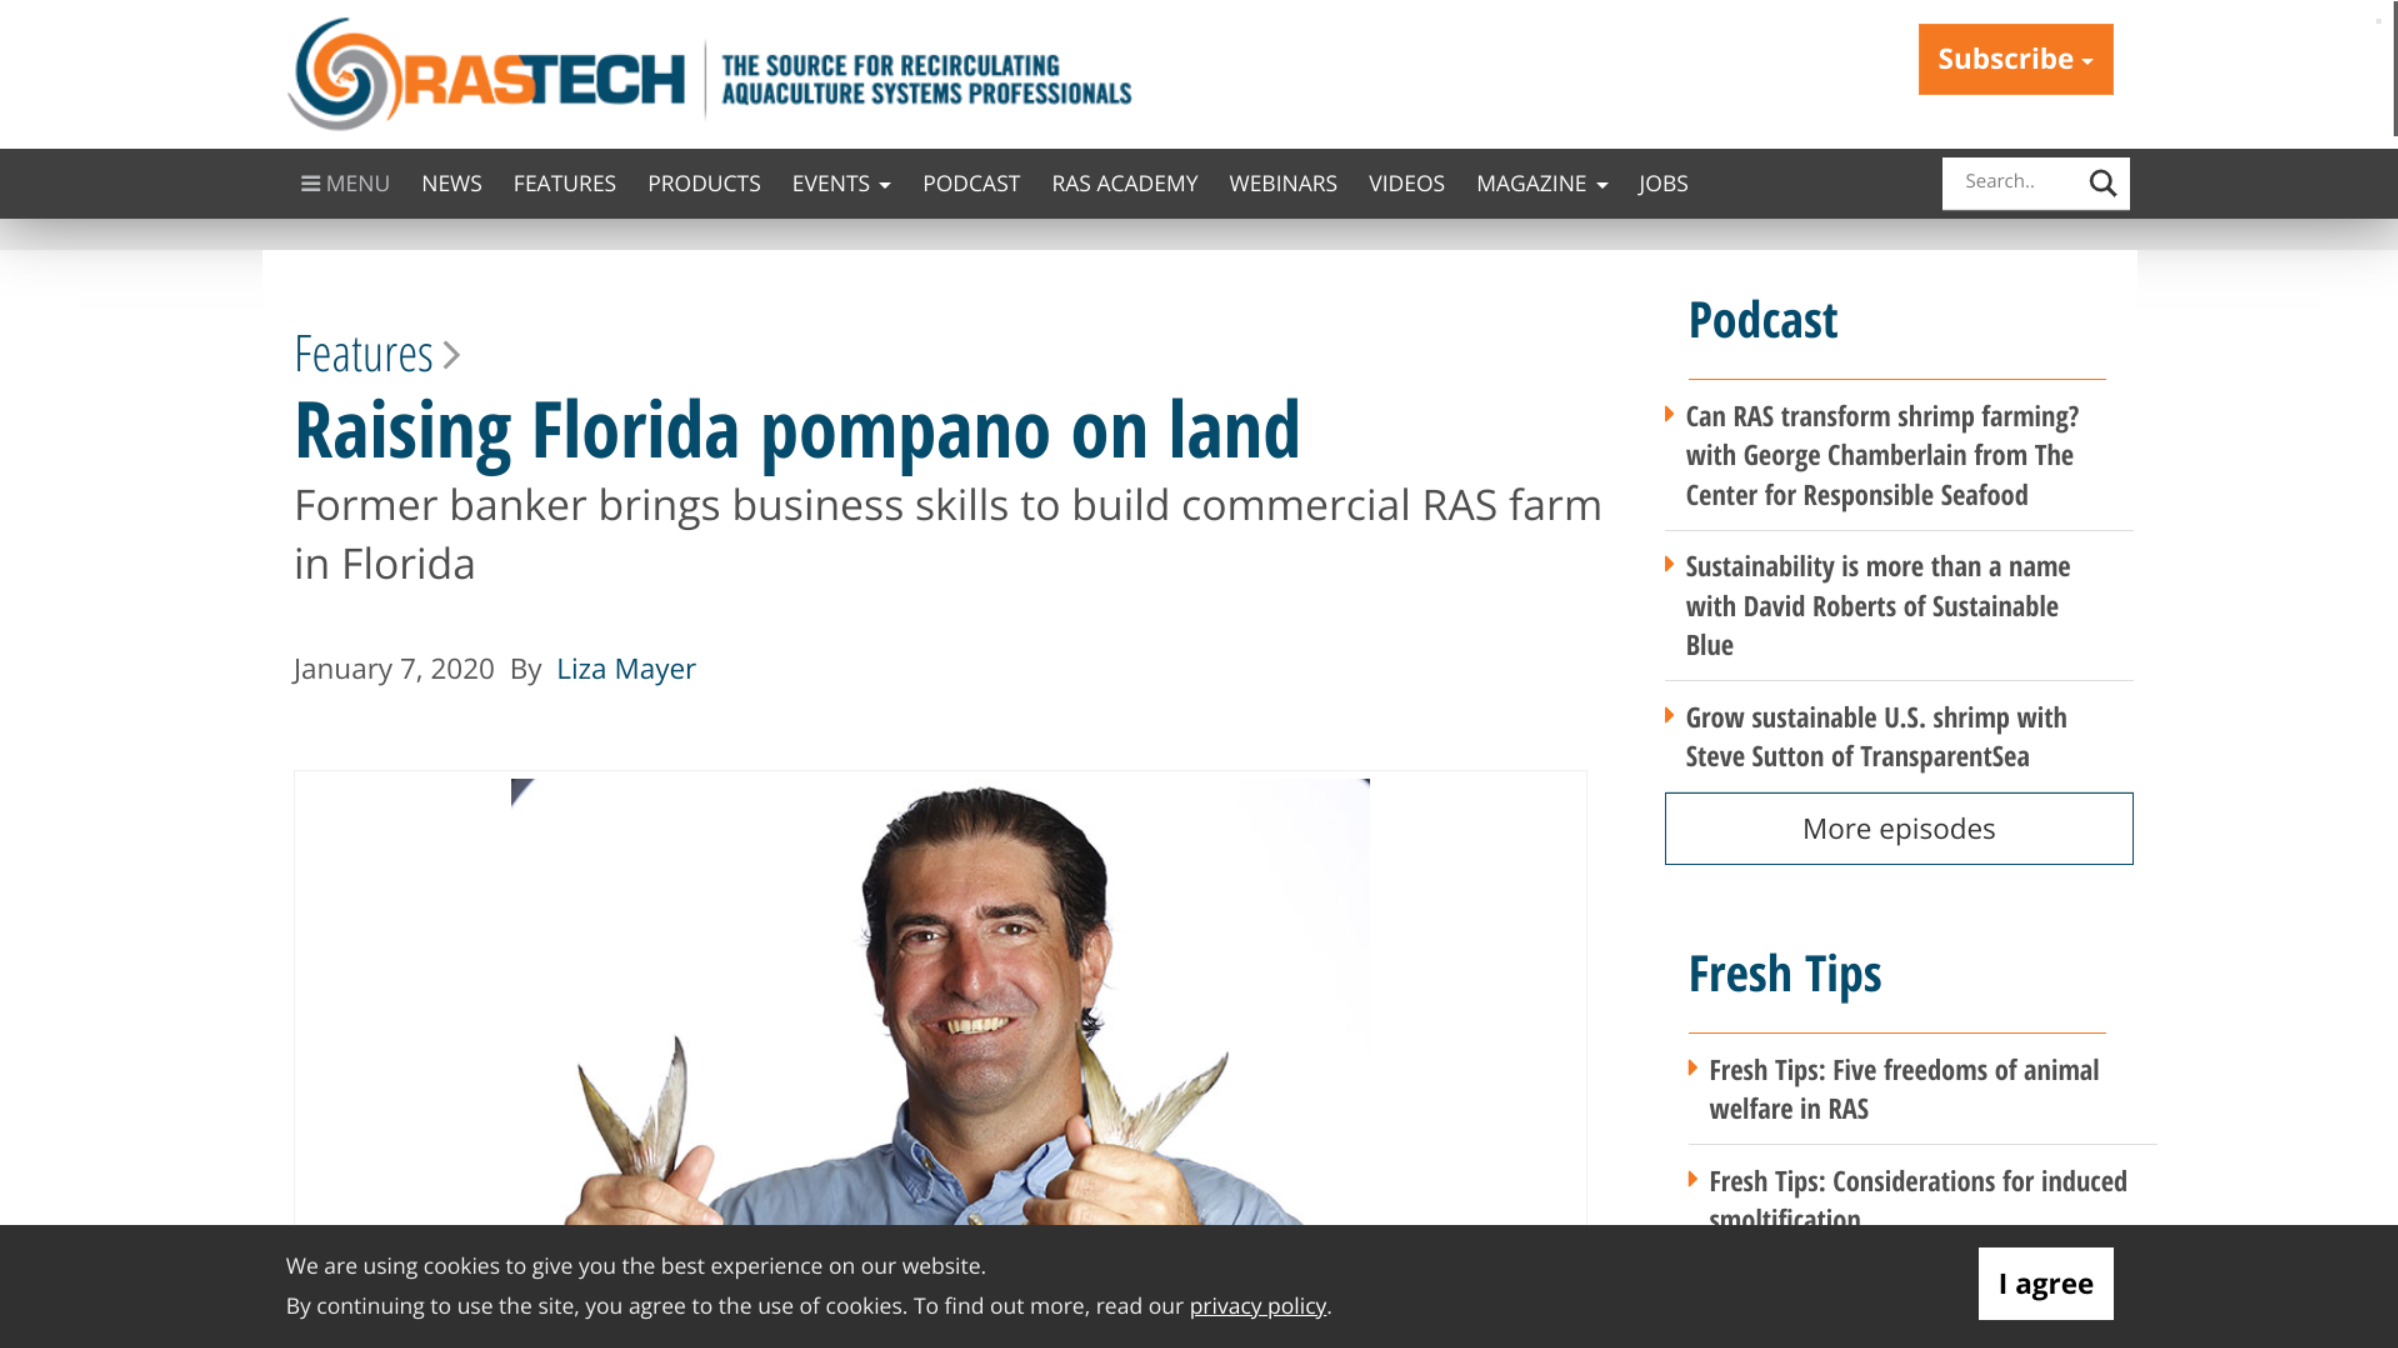 RASTECH
THE SOURCE FOR RECIRCULATING
AQUACULTURE SYSTEMS PROFESSIONALS
Subscribe
MENU NEWS FEATURES PRODUCTS EVENTS PODCAST RAS ACADEMY WEBINARS VIDEOS MAGAZINE JOBS
Search..
Features
Raising Florida pompano on land
Former banker brings business skills to build commercial RAS farm
in Florida
January 7, 2020 By Liza Mayer
Podcast
Can RAS transform shrimp farming?
with George Chamberlain from The
Center for Responsible Seafood
Sustainability is more than a name
with David Roberts of Sustainable
Blue
Grow sustainable U.S. shrimp with
Steve Sutton of TransparentSea
More episodes
Fresh Tips
Fresh Tips: Five freedoms of animal
welfare in RAS
Fresh Tips: Considerations for induced
smoltification
We are using cookies to give you the best experience on our website.
By continuing to use the site, you agree to the use of cookies. To find out more, read our privacy policy.
I agree